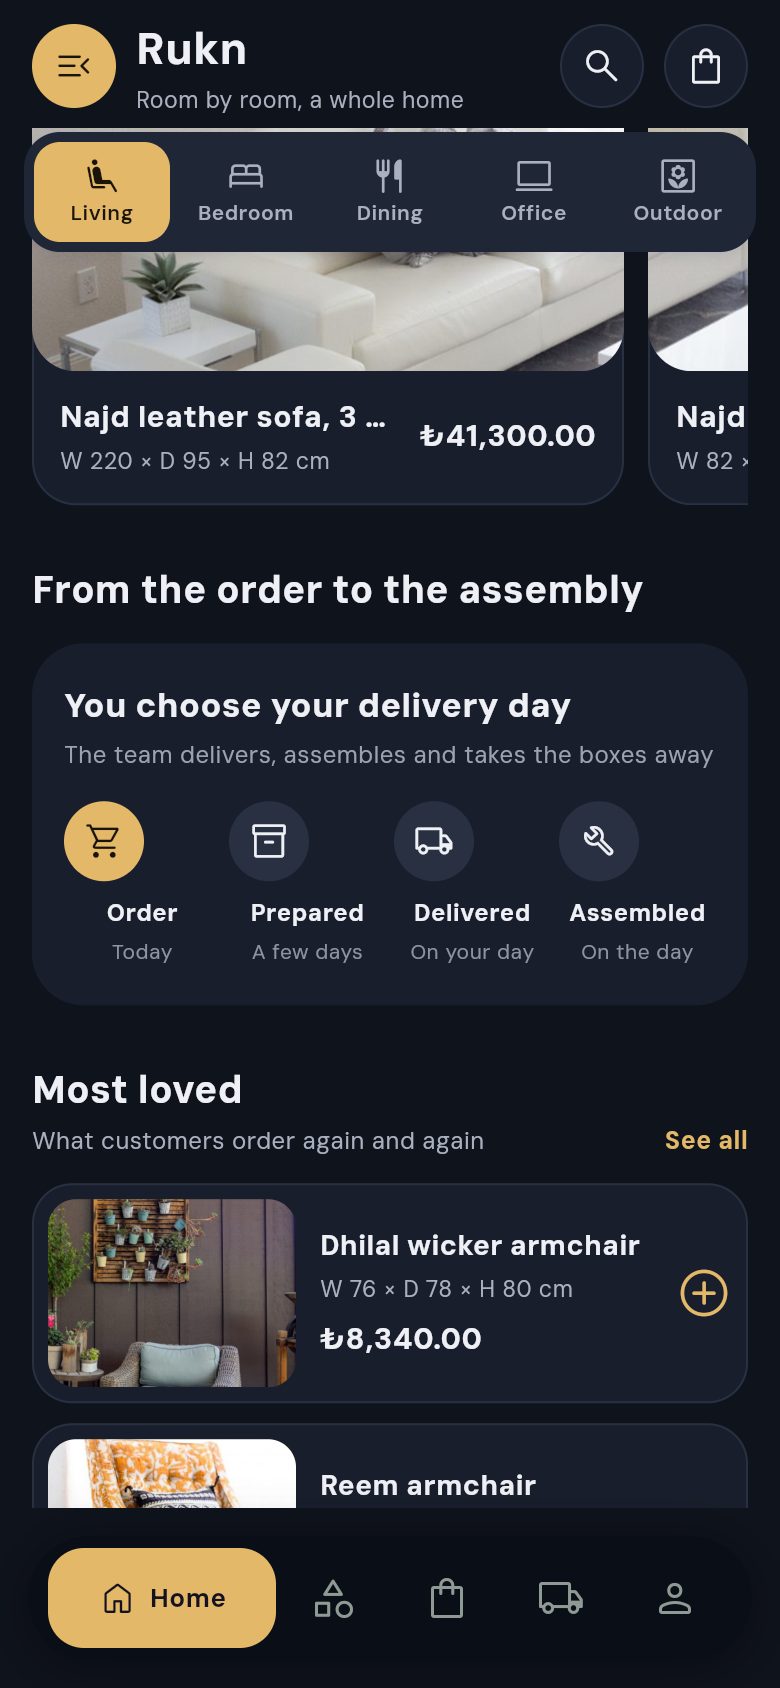 Rukn
Room by room, a whole home
Living
Bedroom
Dining
Office
Outdoor
Najd leather sofa, 3 ...
W 220 × D 95 × H 82 cm
₺41,300.00
Najd
W 82 ×
From the order to the assembly
You choose your delivery day
The team delivers, assembles and takes the boxes away
Order
Today
Prepared
A few days
Delivered
On your day
Assembled
On the day
Most loved
What customers order again and again
See all
Dhilal wicker armchair
W 76 × D 78 × H 80 cm
₺8,340.00
Reem armchair
Home